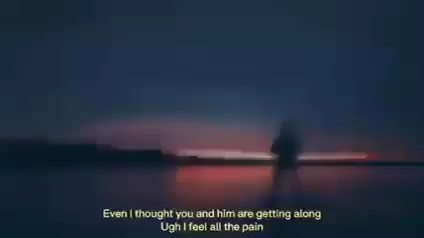 Even I thought you and him are getting along
Ugh I feel all the pain